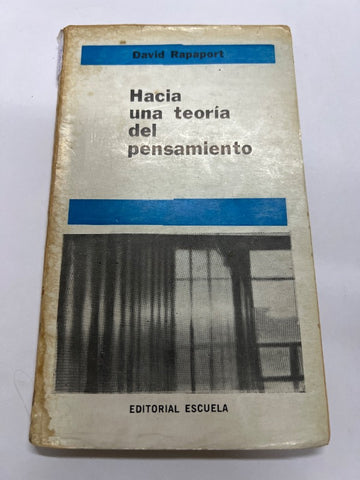 David Rapaport
Hacia
una teoría
del
pensamiento
EDITORIAL ESCUELA